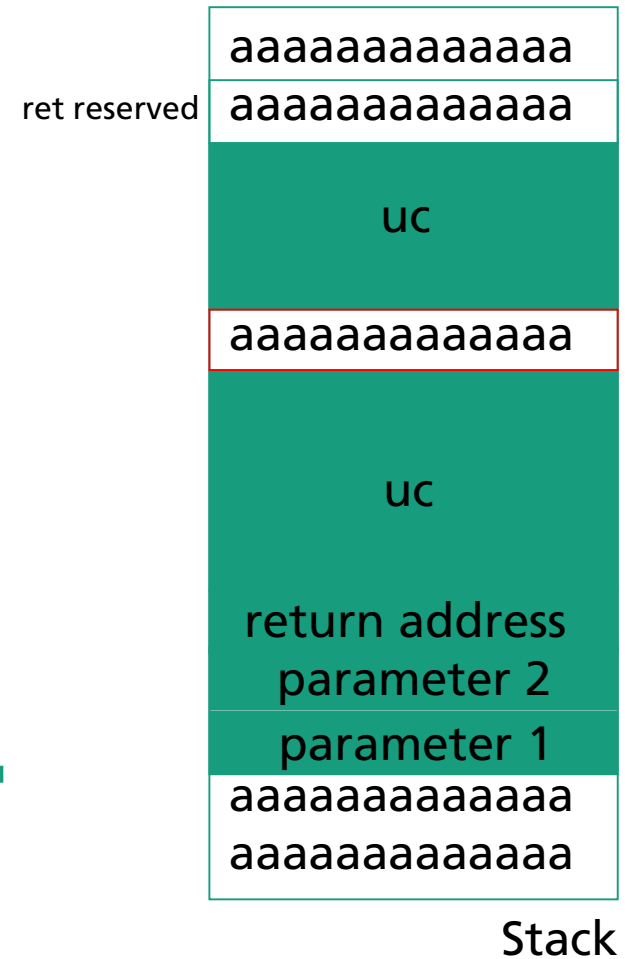 aaaaaaaaaaaaa
ret reserved aaaaaaaaaaaaa
uc
aaaaaaaaaaaaa
uc
return address
parameter 2
parameter 1
aaaaaaaaaaaaa
aaaaaaaaaaaaa
Stack